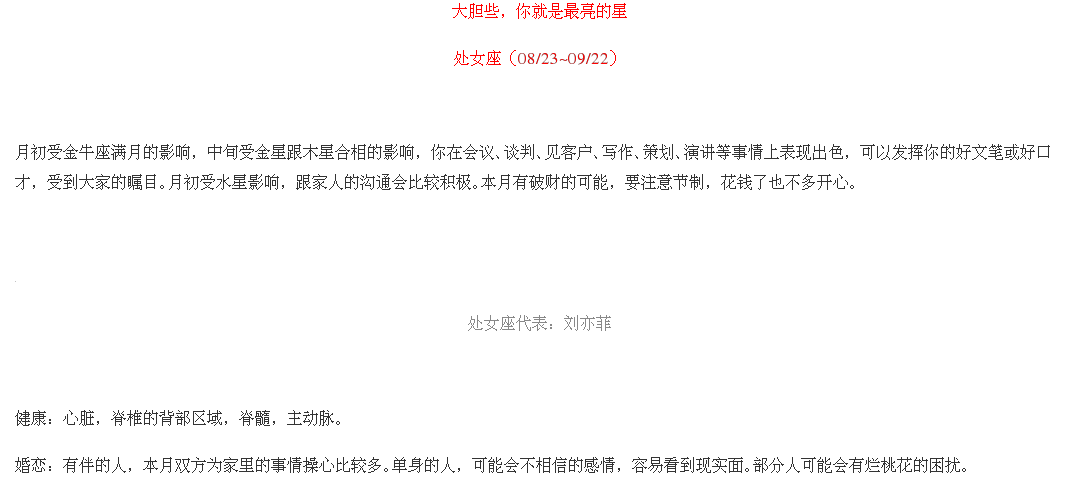 大胆些，你就是最亮的星
处女座（08/23~09/22）
月初受金牛座满月的影响，中旬受金星跟木星合相的影响，你在会议、谈判、见客户、写作、策划、演讲等事情上表现出色，可以发挥你的好文笔或好口
才，受到大家的瞩目。月初受水星影响，跟家人的沟通会比较积极。本月有破财的可能，要注意节制，花钱了也不多开心。
处女座代表：刘亦菲
健康：心脏，脊椎的背部区域，脊髓，主动脉。
婚恋：有伴的人，本月双方为家里的事情操心比较多。单身的人，可能会不相信的感情，容易看到现实面。部分人可能会有烂桃花的困扰。